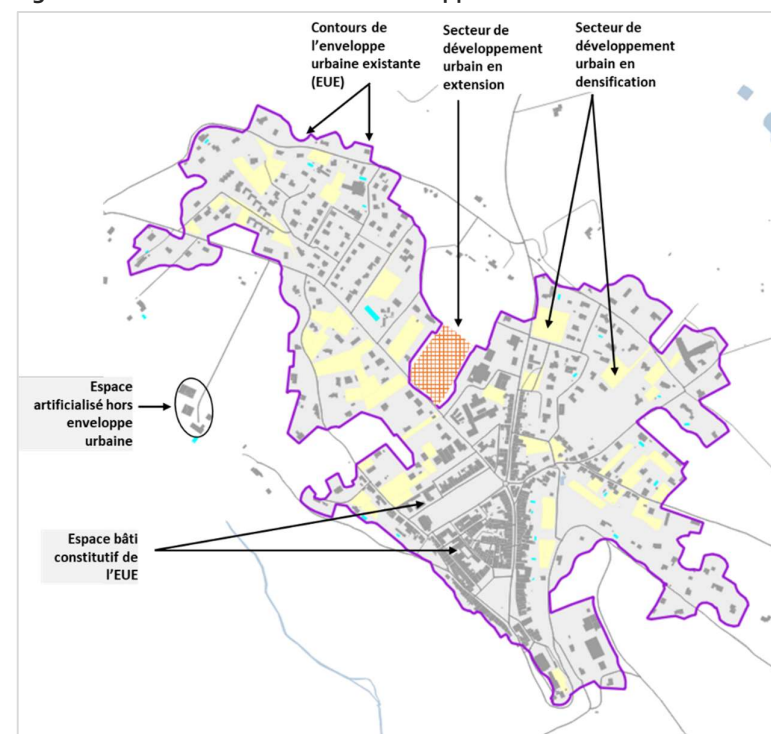 Contours de
l’enveloppe
urbaine existante
(EUE)
Secteur de
développement
urbain en
extension
Secteur de
développement
urbain en
densification
Espace
artificialisé hors
enveloppe
urbaine
Espace bâti
constitutif de
l’EUE